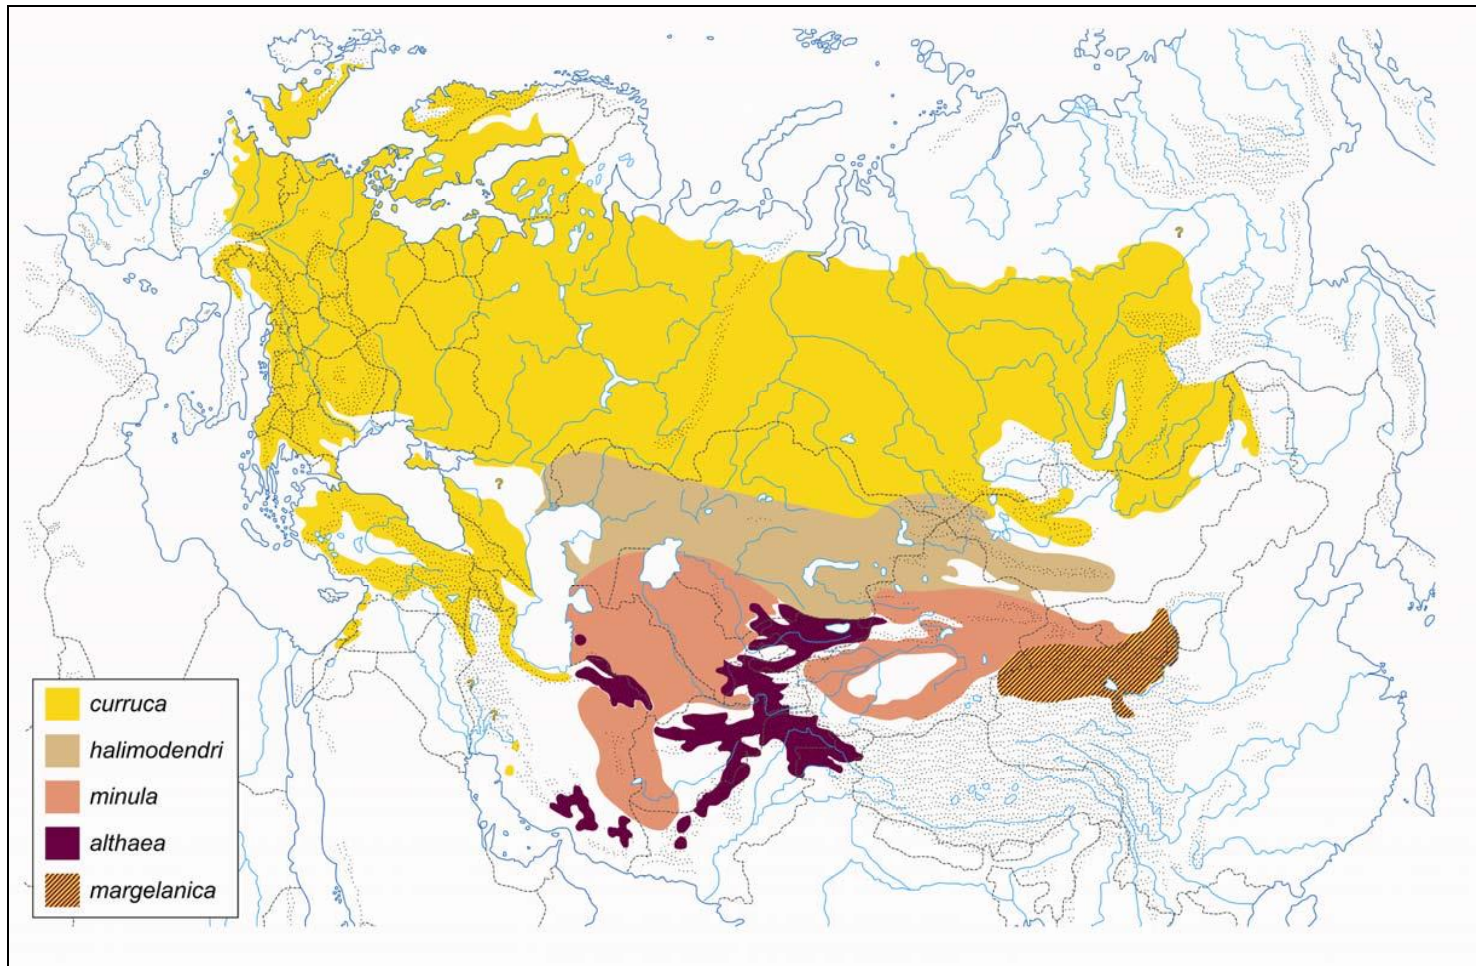 ?
?
?
?
curruca
halimodendri
minula
althaea
margelanica